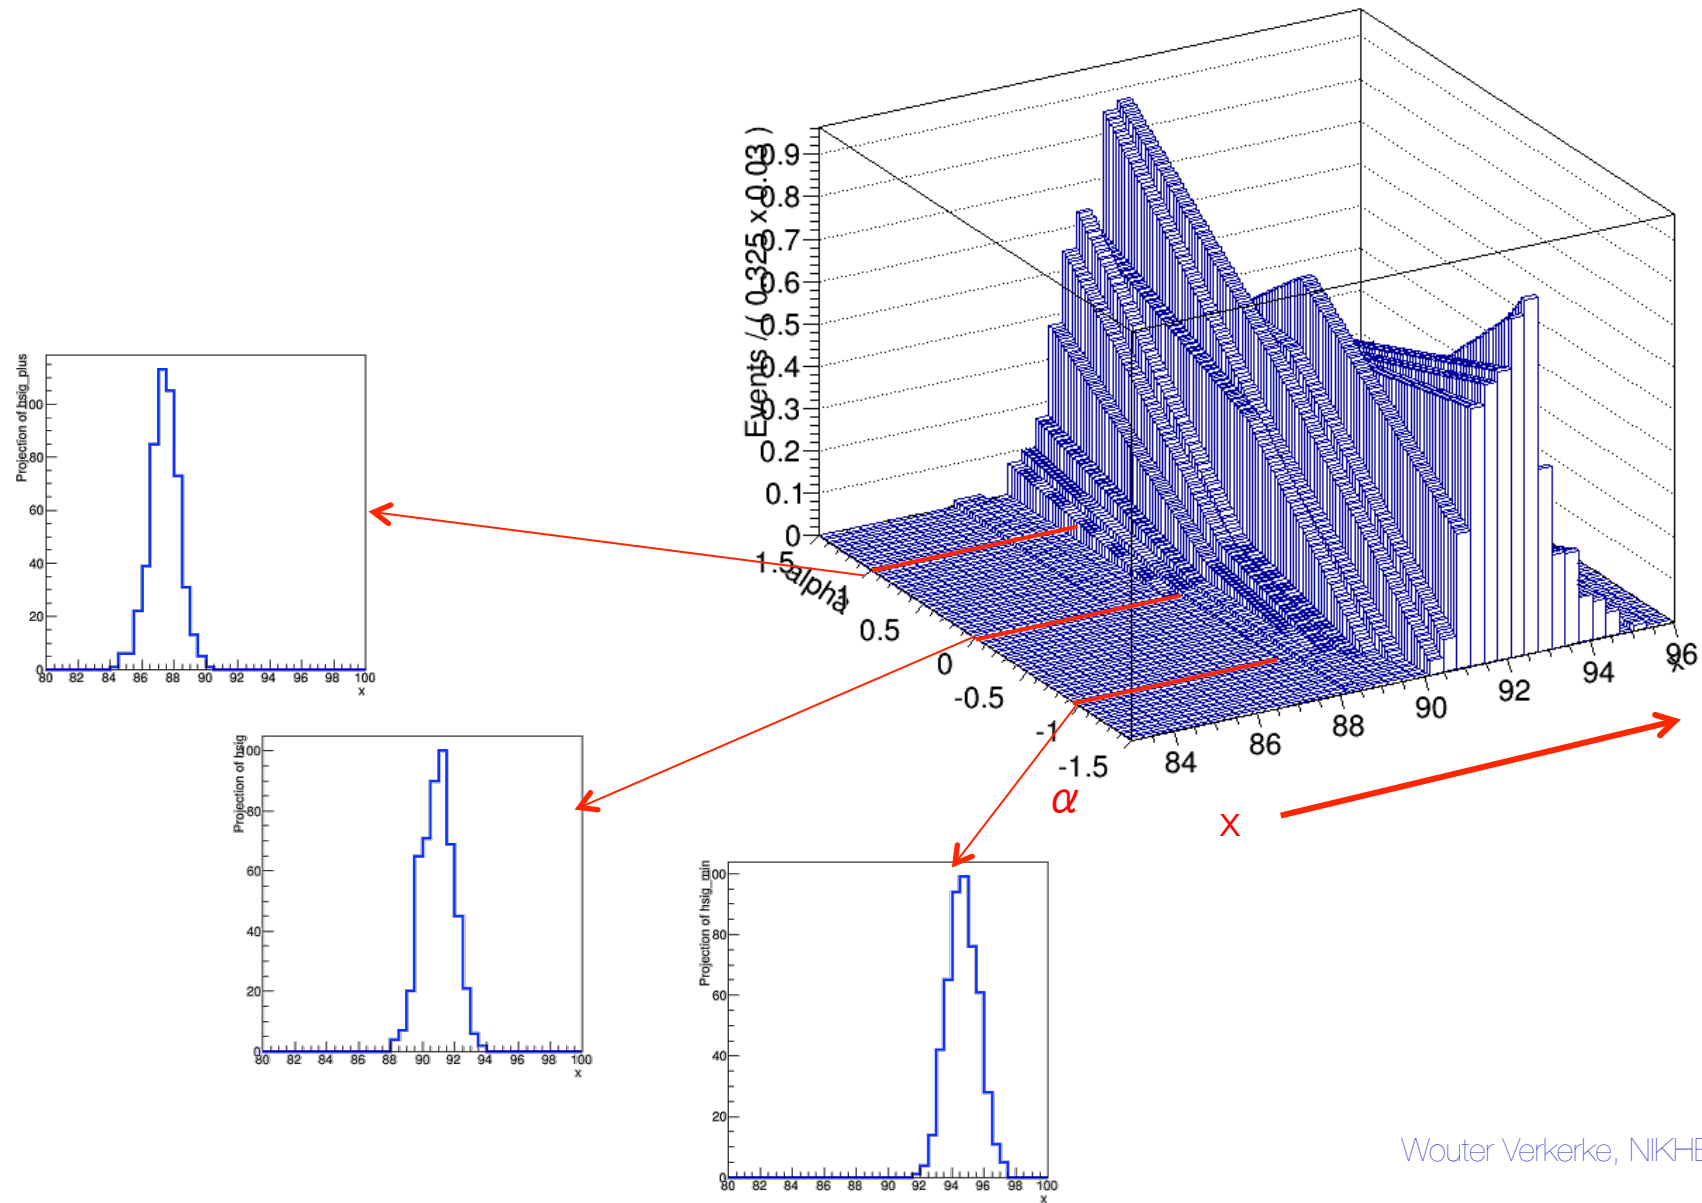 Events / ( 0.325 x 0.03 )
0.9
0.8
0.7
0.6
0.5
0.4
0.3
0.2
0.1
0
1.5
1
0.5
0
-0.5
-1
-1.5
alpha
84
86
88
90
92
94
96
x
α
x
Projection of hsig_plus
100
80
60
40
20
0
80 82 84 86 88 90 92 94 96 98 100
x
Projection of hsig
100
80
60
40
20
0
80 82 84 86 88 90 92 94 96 98 100
x
Projection of hsig_min
100
80
60
40
20
0
80 82 84 86 88 90 92 94 96 98 100
x
Wouter Verkerke, NIKHE